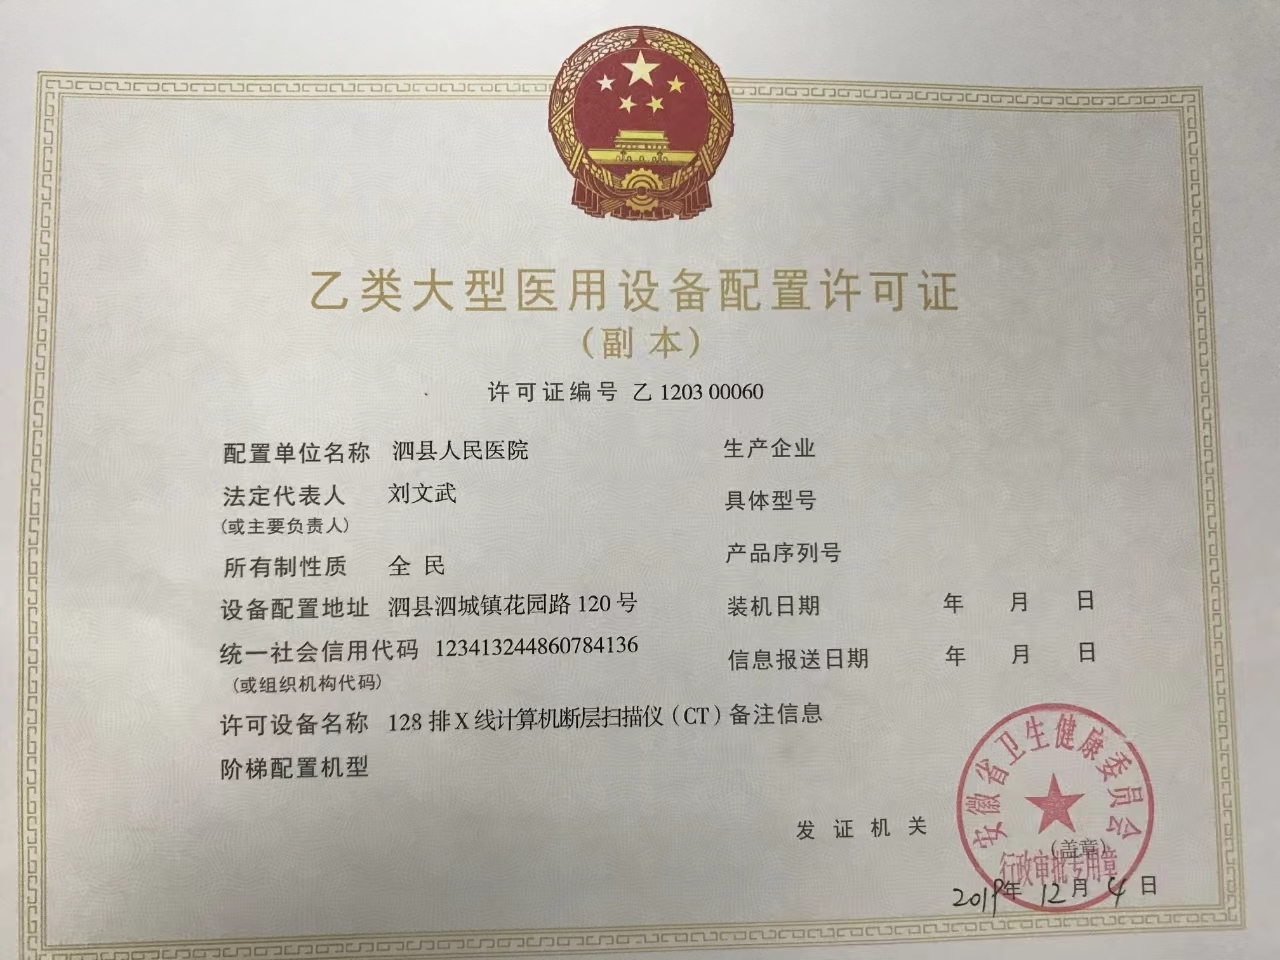 乙类大型医用设备配置许可证
（副本）
许可证编号 乙 1203 00060
配置单位名称 泗县人民医院
法定代表人 刘文武
(或主要负责人)
所有制性质 全 民
设备配置地址 泗县泗城镇花园路 120 号
统一社会信用代码 123413244860784136
(或组织机构代码)
许可设备名称 128 排 X 线计算机断层扫描仪（CT）
阶梯配置机型
生产企业
具体型号
产品序列号
装机日期 年 月 日
信息报送日期 年 月 日
备注信息
发证机关
安徽省卫生健康委员会
（盖章）
行政审批专用章
2019年 12月 4日